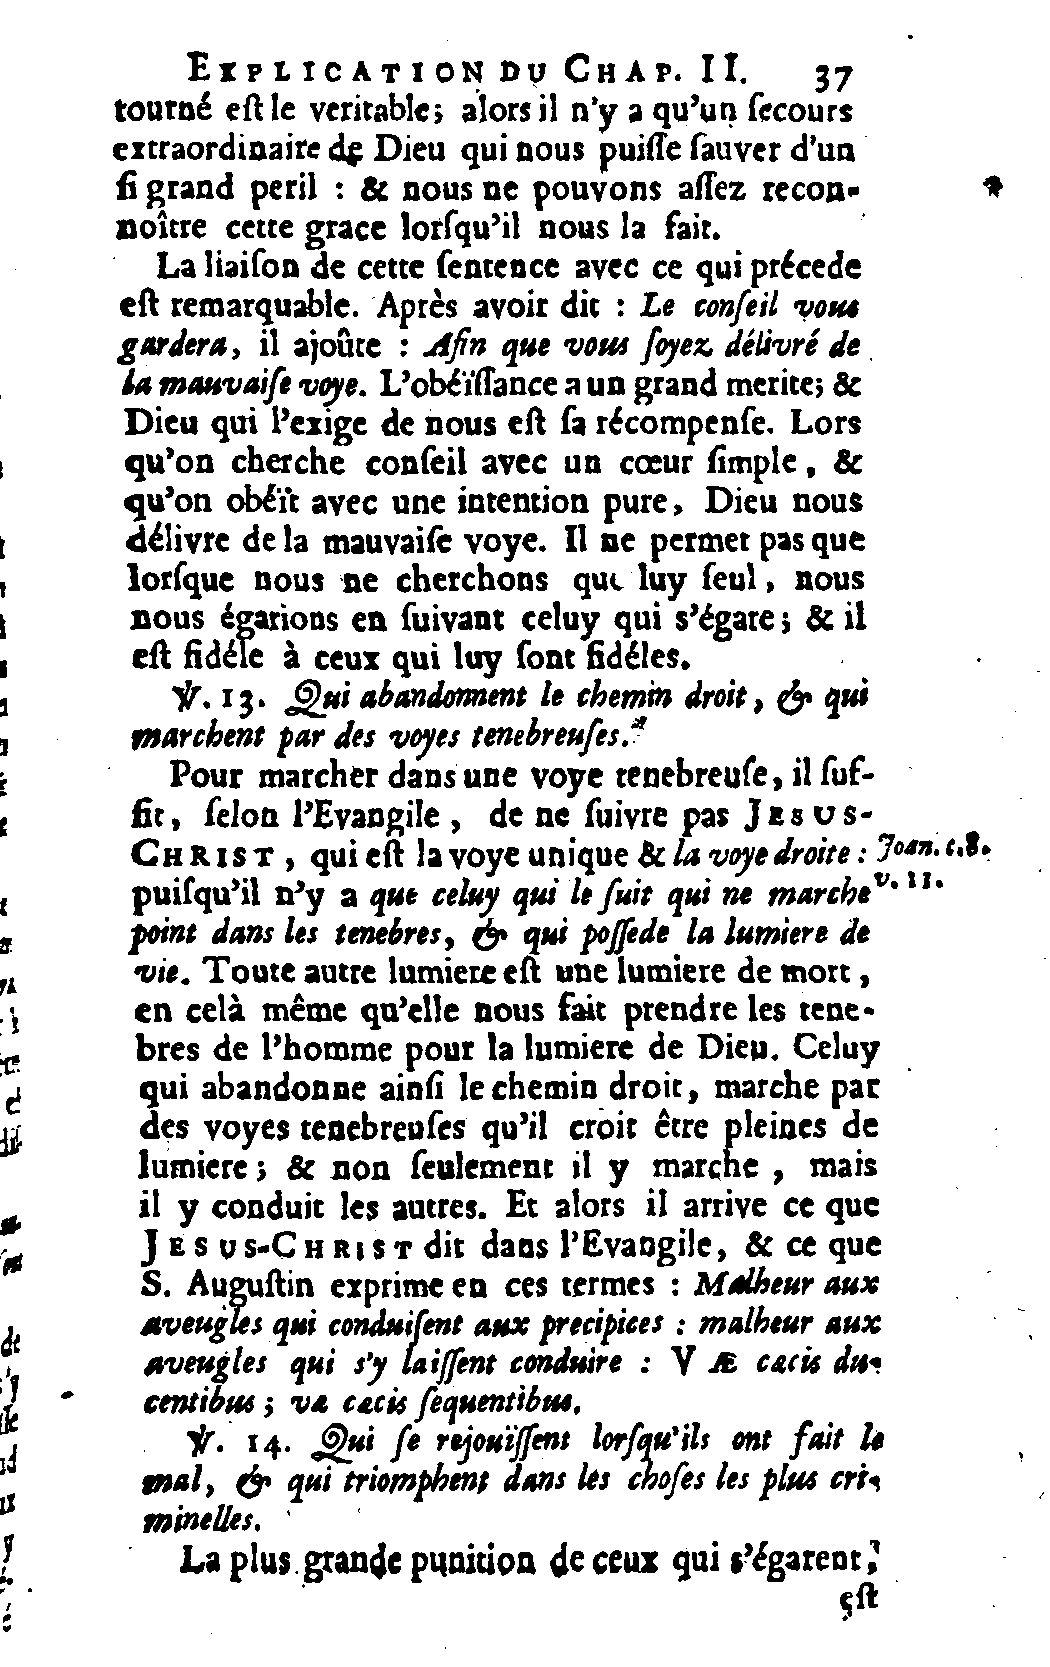 EXPLICATION DU CHAP. II. 37
tourné eſt le veritable; alors il n'y a qu'un ſecours
extraordinaire de Dieu qui nous puiſſe ſauver d'un
ſi grand peril : & nous ne pouvons aſſez recon-
noître cette grace lorſqu'il nous la fait.
La liaiſon de cette ſentence avec ce qui précede
eſt remarquable. Après avoir dit : Le conſeil vous
gardera, il ajoûte : Afin que vous ſoyez délivré de
la mauvaiſe voye. L'obéïſſance a un grand merite; &
Dieu qui l'exige de nous eſt ſa récompenſe. Lors
qu'on cherche conſeil avec un cœur ſimple, &
qu'on obéït avec une intention pure, Dieu nous
délivre de la mauvaiſe voye. Il ne permet pas que
lorſque nous ne cherchons que luy ſeul, nous
nous égarions en ſuivant celuy qui s'égare; & il
eſt fidéle à ceux qui luy ſont fidéles.
℣. 13. Qui abandonnent le chemin droit, & qui
marchent par des voyes tenebreuſes.
Pour marcher dans une voye tenebreuſe, il ſuf-
fit, ſelon l'Evangile, de ne ſuivre pas JESUS-
CHRIST, qui eſt la voye unique & la voye droite : Joan. c. 8.
puiſqu'il n'y a que celuy qui le ſuit qui ne marche v. 11.
point dans les tenebres, & qui poſſede la lumiere de
vie. Toute autre lumiere eſt une lumiere de mort,
en celà même qu'elle nous fait prendre les tene-
bres de l'homme pour la lumiere de Dieu. Celuy
qui abandonne ainſi le chemin droit, marche par
des voyes tenebreuſes qu'il croit être pleines de
lumiere; & non ſeulement il y marche, mais
il y conduit les autres. Et alors il arrive ce que
JESUS-CHRIST dit dans l'Evangile, & ce que
S. Auguſtin exprime en ces termes : Malheur aux
aveugles qui conduiſent aux precipices : malheur aux
aveugles qui s'y laiſſent conduire : VÆ cæcis du-
centibus; væ cæcis ſequentibus.
℣. 14. Qui ſe rejouïſſent lorſqu'ils ont fait le
mal, & qui triomphent dans les choſes les plus cri-
minelles.
La plus grande punition de ceux qui s'égarent,
eſt